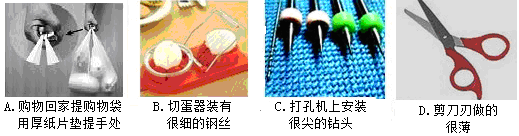 A.购物回家提购物袋
用厚纸片垫提手处
B.切蛋器装有
很细的钢丝
C.打孔机上安装
很尖的钻头
D.剪刀刃做的
很薄